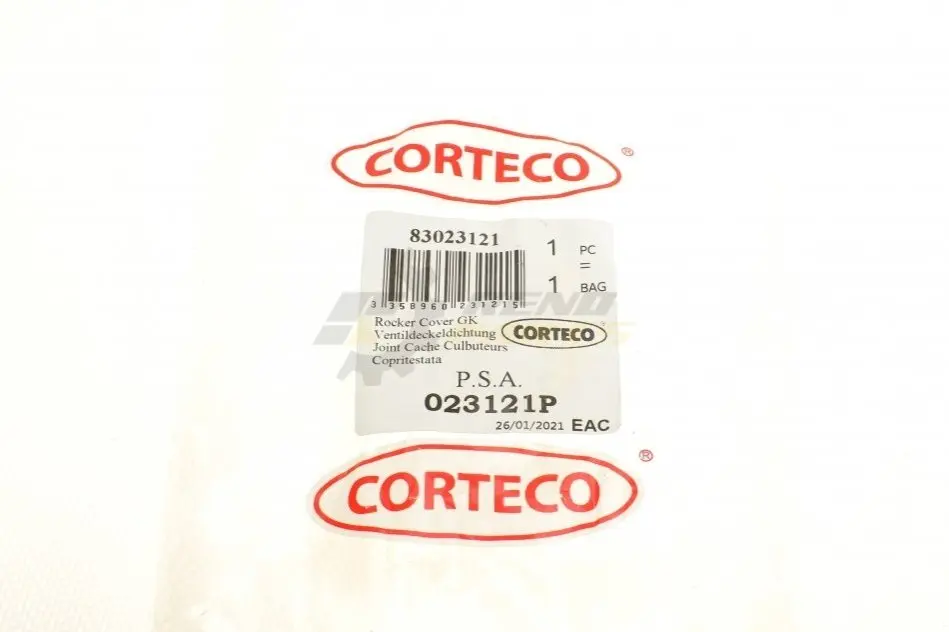 CORTECO ®
83023121
1 PC
=
1 BAG
3 358960 231215
Rocker Cover GK
Ventildeckeldichtung
Joint Cache Culbuteurs
Copritestata
CORTECO
P.S.A.
023121P
26/01/2021 EAC
CORTECO ®